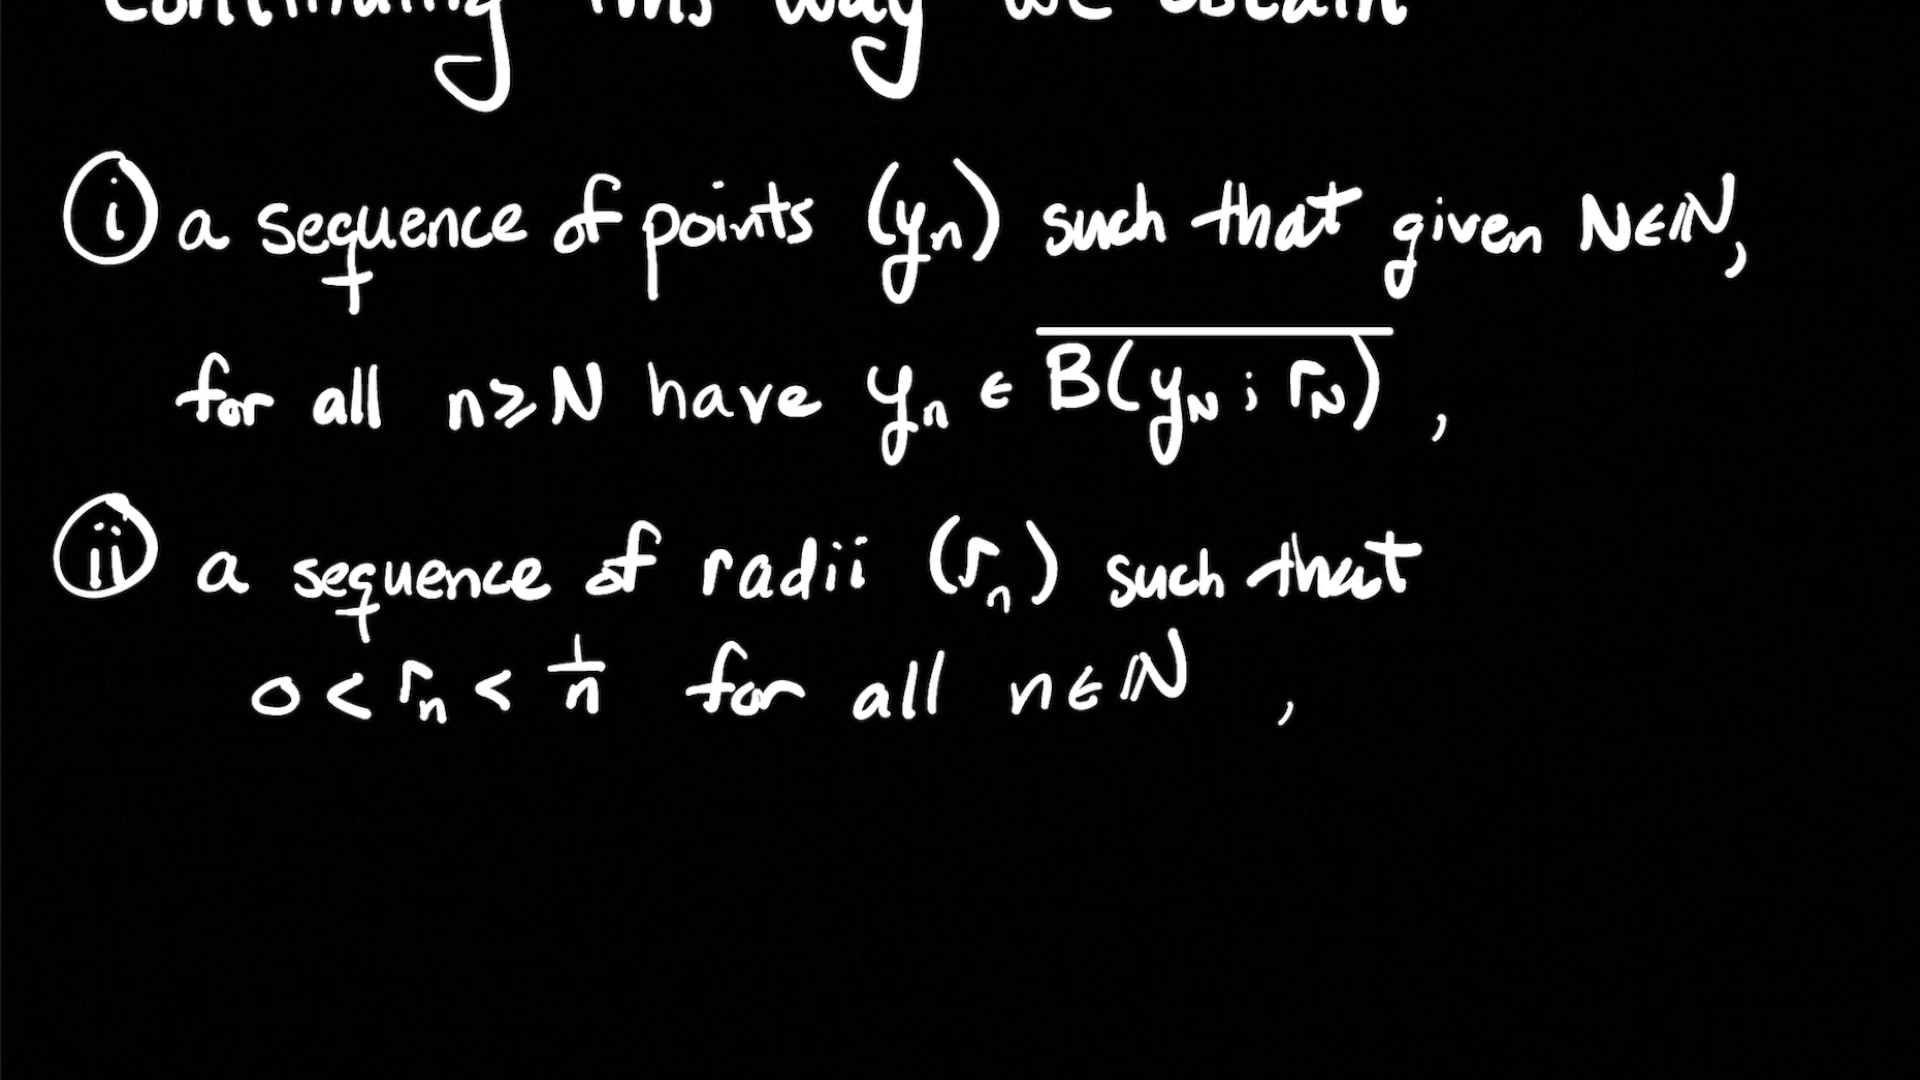 continuing this way we obtain
ⓘ a sequence of points (yₙ) such that given N∈ℕ,
for all n⩾N have yₙ ∈ \overline{B(y_N ; r_N)} ,
ⓘⓘ a sequence of radii (rₙ) such that
0 < rₙ < 1/n for all n∈ℕ ,